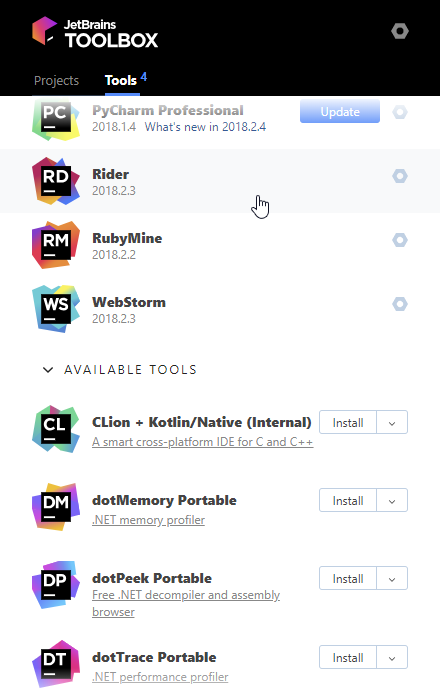 JetBrains
TOOLBOX
Projects
Tools 4
PC
PyCharm Professional
Update
2018.1.4 What's new in 2018.2.4
RD
Rider
2018.2.3
RM
RubyMine
2018.2.2
WS
WebStorm
2018.2.3
AVAILABLE TOOLS
CL
CLion + Kotlin/Native (Internal)
Install
A smart cross-platform IDE for C and C++
DM
dotMemory Portable
Install
.NET memory profiler
DP
dotPeek Portable
Install
Free .NET decompiler and assembly
browser
DT
dotTrace Portable
Install
.NET performance profiler